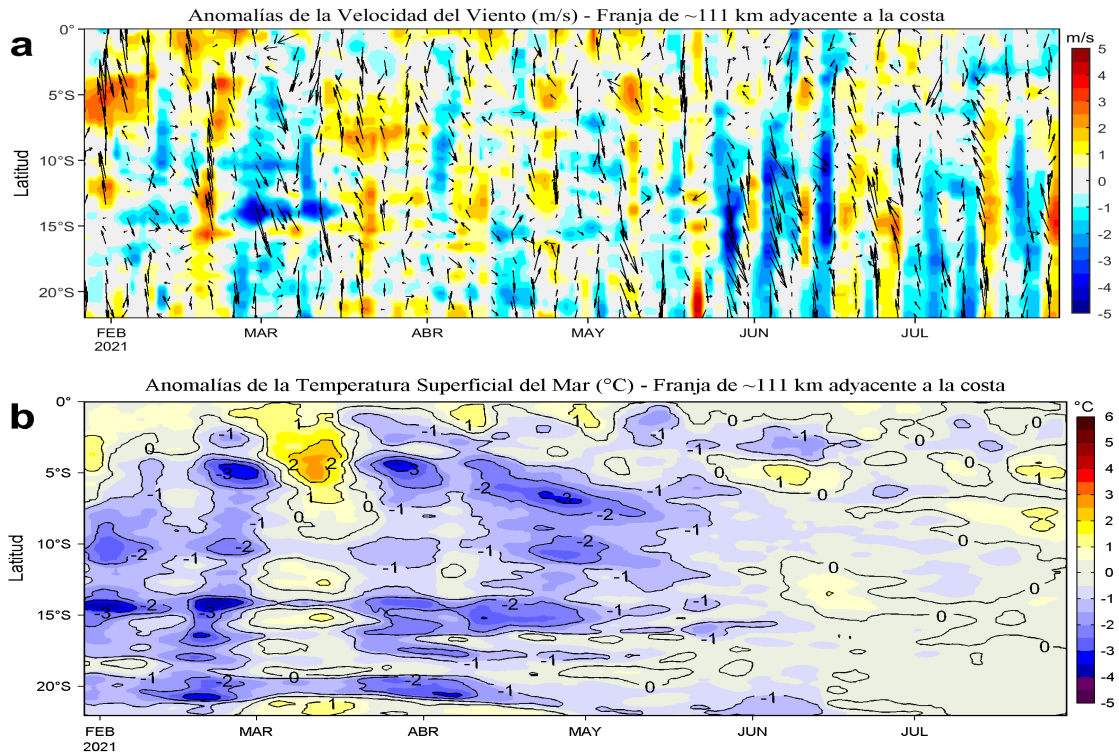 Anomalías de la Velocidad del Viento (m/s) - Franja de ~111 km adyacente a la costa
a
0°
5°S
10°S
15°S
20°S
Latitud
FEB
2021
MAR
ABR
MAY
JUN
JUL
m/s
5
4
3
2
1
0
-1
-2
-3
-4
-5
Anomalías de la Temperatura Superficial del Mar (°C) - Franja de ~111 km adyacente a la costa
b
0°
5°S
10°S
15°S
20°S
Latitud
FEB
2021
MAR
ABR
MAY
JUN
JUL
°C
6
5
4
3
2
1
0
-1
-2
-3
-4
-5